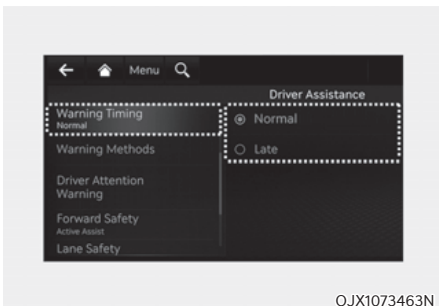 Menu
Driver Assistance
Warning Timing
Normal
Normal
Late
Warning Methods
Driver Attention
Warning
Forward Safety
Active Assist
Lane Safety
OJX1073463N